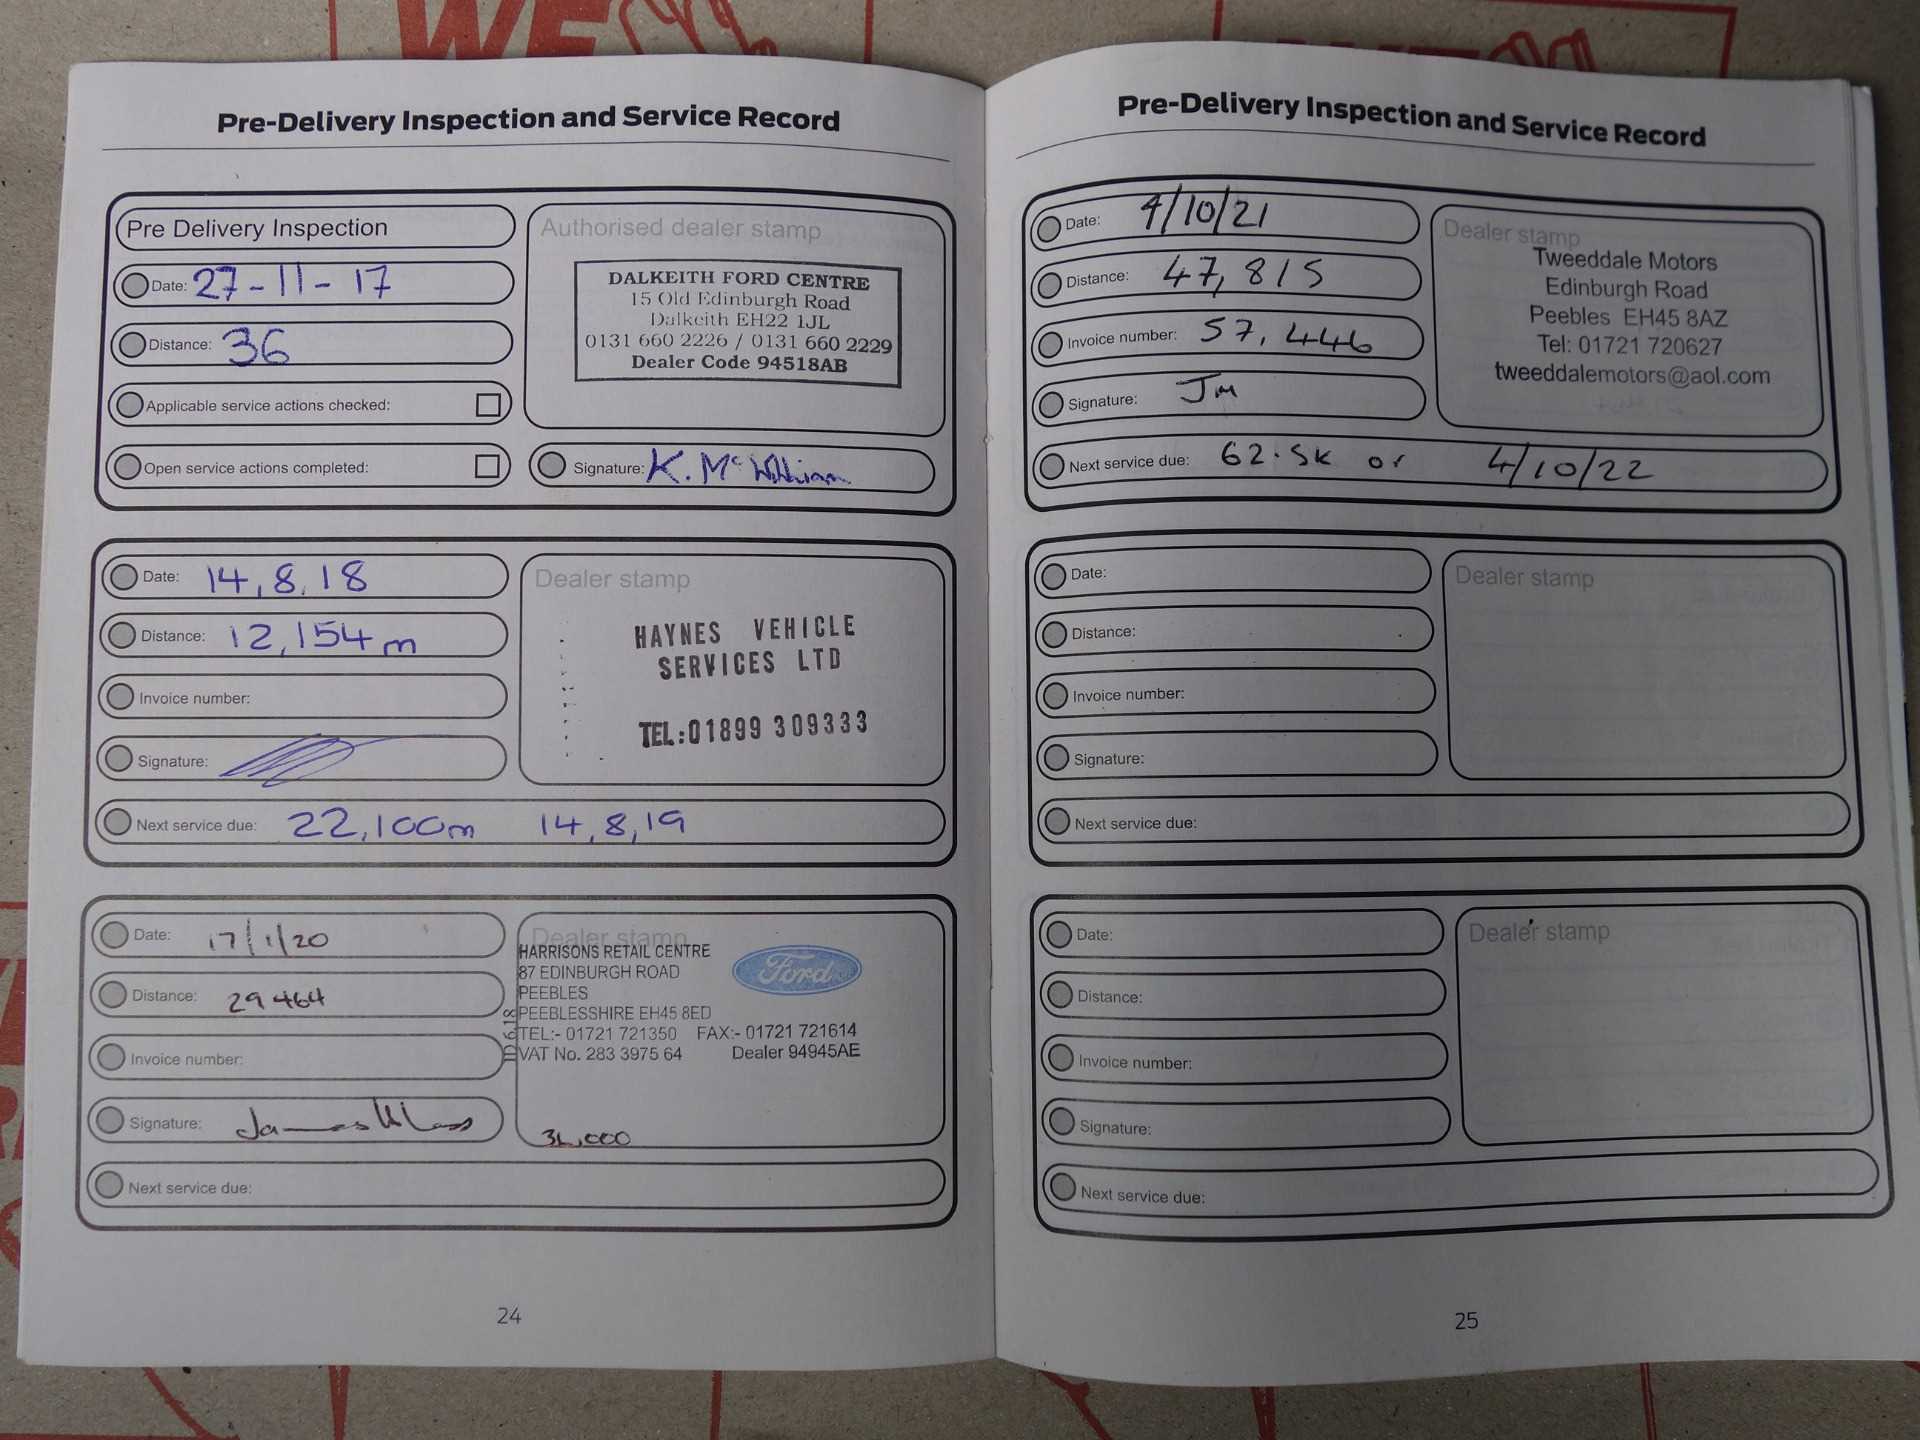 Pre-Delivery Inspection and Service Record
Pre Delivery Inspection
Date: 27-11-17
Distance: 36
Applicable service actions checked:
Open service actions completed:
Authorised dealer stamp
DALKEITH FORD CENTRE
15 Old Edinburgh Road
Dalkeith EH22 1JL
0131 660 2226 / 0131 660 2229
Dealer Code 94518AB
Signature: K. McWilliam
Date: 14,8,18
Distance: 12,154m
Invoice number:
Signature:
Next service due: 22,100m 14,8,19
Dealer stamp
HAYNES VEHICLE
SERVICES LTD
TEL:01899 309333
Date: 17/1/20
Distance: 29464
Invoice number:
Signature:
Next service due:
Dealer stamp
HARRISONS RETAIL CENTRE
87 EDINBURGH ROAD
PEEBLES
PEEBLESSHIRE EH45 8ED
TEL:- 01721 721350 FAX:- 01721 721614
VAT No. 283 3975 64 Dealer 94945AE
Ford
24
Pre-Delivery Inspection and Service Record
Date: 4/10/21
Distance: 47,815
Invoice number: 57,446
Signature: JM
Next service due: 62.5K or 4/10/22
Dealer stamp
Tweeddale Motors
Edinburgh Road
Peebles EH45 8AZ
Tel: 01721 720627
tweeddalemotors@aol.com
Date:
Distance:
Invoice number:
Signature:
Next service due:
Dealer stamp
Date:
Distance:
Invoice number:
Signature:
Next service due:
Dealer stamp
25